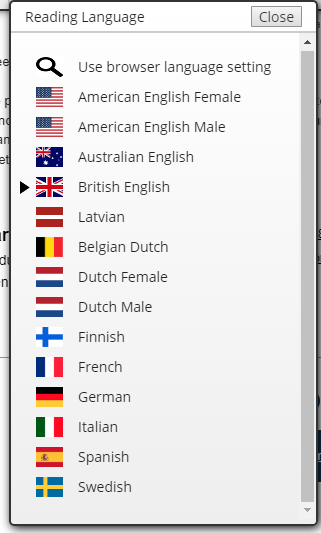 Reading Language
Close
Use browser language setting
American English Female
American English Male
Australian English
British English
Latvian
Belgian Dutch
Dutch Female
Dutch Male
Finnish
French
German
Italian
Spanish
Swedish